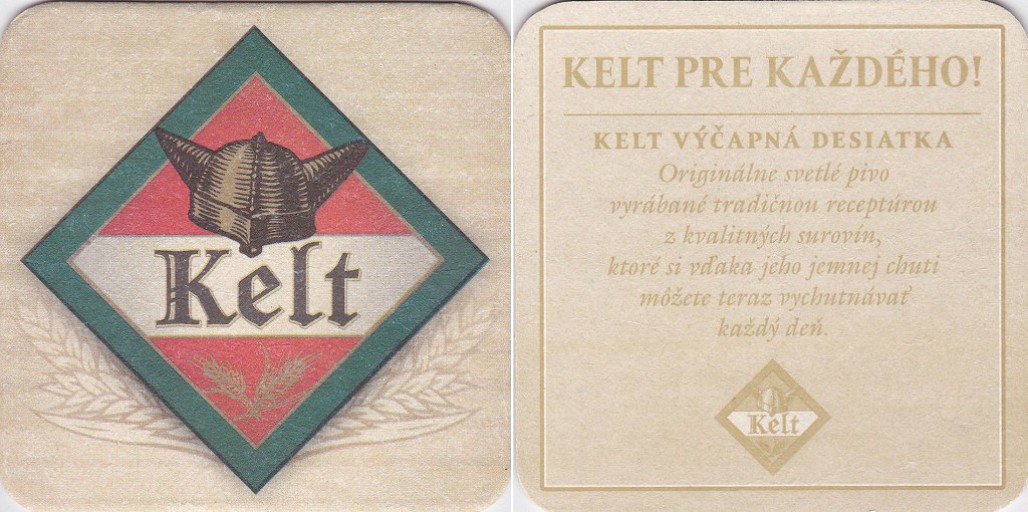 Kelt
KELT PRE KAŽDÉHO!
KELT VÝČAPNÁ DESIATKA
Originálne svetlé pivo
vyrábané tradičnou receptúrou
z kvalitných surovín,
ktoré si vďaka jeho jemnej chuti
môžete teraz vychutnávať
každý deň.
Kelt